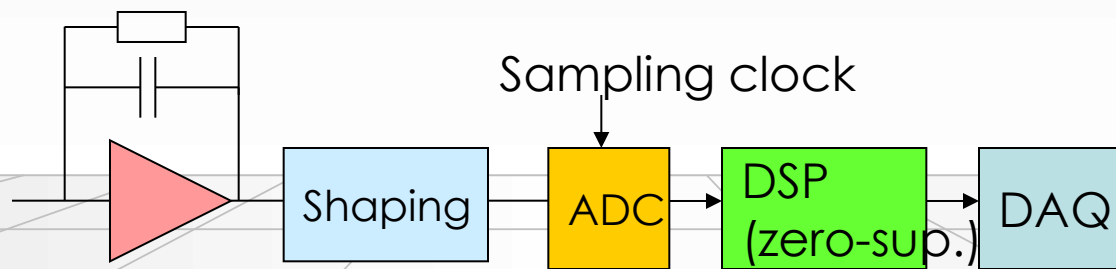 Sampling clock
Shaping
ADC
DSP
(zero-sup.)
DAQ